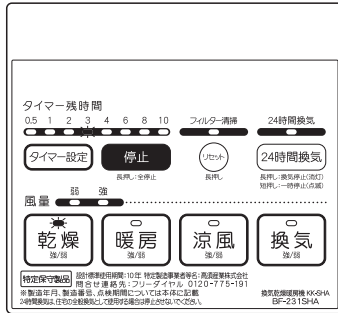 タイマー残時間
0.5 1 2 3 4 6 8 10 フィルター清掃 24時間換気
タイマー設定 停止 リセット 24時間換気
長押し:全停止 長押し 長押し:換気停止(消灯)
短押し:一時停止(点滅)
弱 強
風量
乾燥 暖房 涼風 換気
強/弱 強/弱 強/弱 強/弱
特定保守製品 設計標準使用期間:10年 特定製造事業者等名:高須産業株式会社
問合せ連絡先:フリーダイヤル 0120-775-191
※製造年月、製造番号、点検期間については本体に記載 換気乾燥暖房機 KK-SHA
24時間換気は、住宅の全般換気として使用する場合は停止させないでください。 BF-231SHA